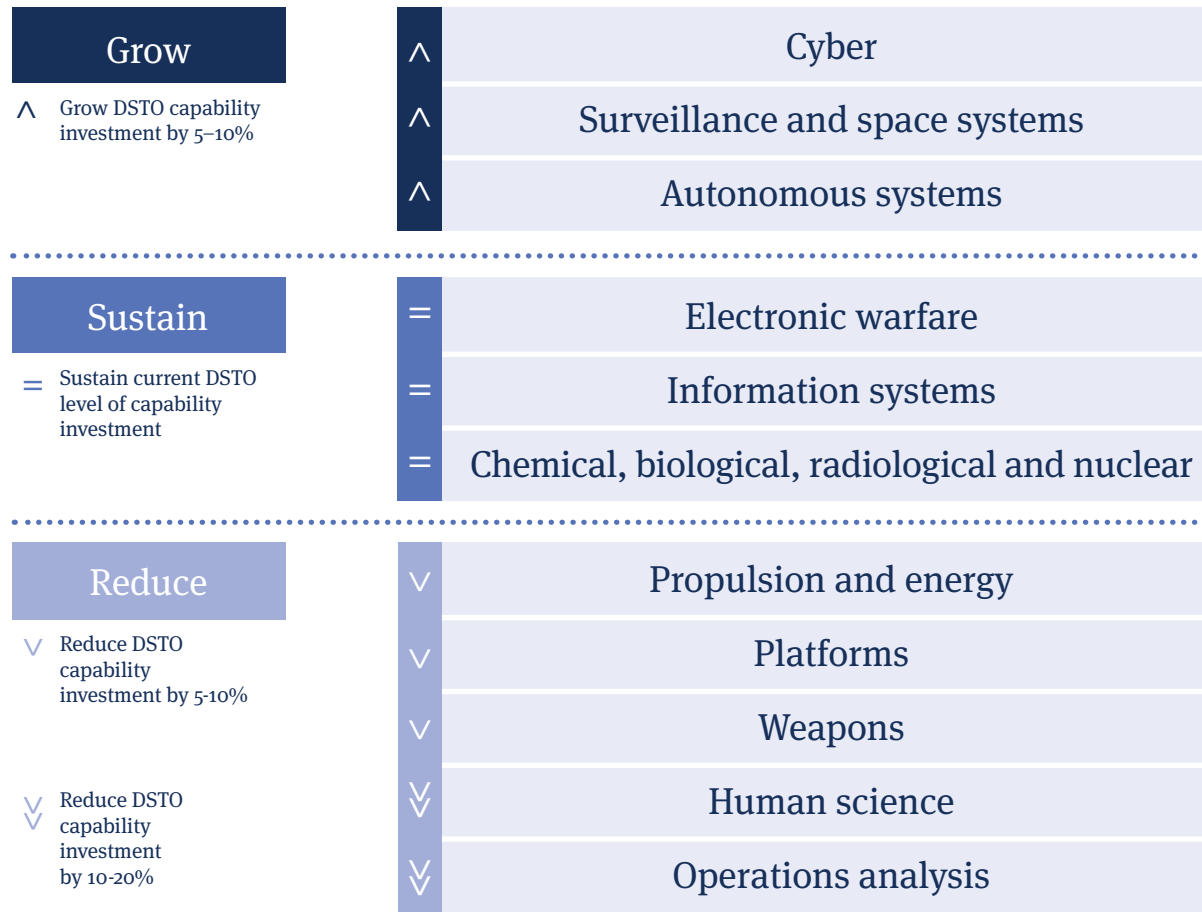 Grow
∧ Grow DSTO capability
investment by 5–10%
∧ Cyber
∧ Surveillance and space systems
∧ Autonomous systems
Sustain
= Sustain current DSTO
level of capability
investment
= Electronic warfare
= Information systems
= Chemical, biological, radiological and nuclear
Reduce
∨ Reduce DSTO
capability
investment by 5-10%
∨∨ Reduce DSTO
capability
investment
by 10-20%
∨ Propulsion and energy
∨ Platforms
∨ Weapons
∨∨ Human science
∨∨ Operations analysis